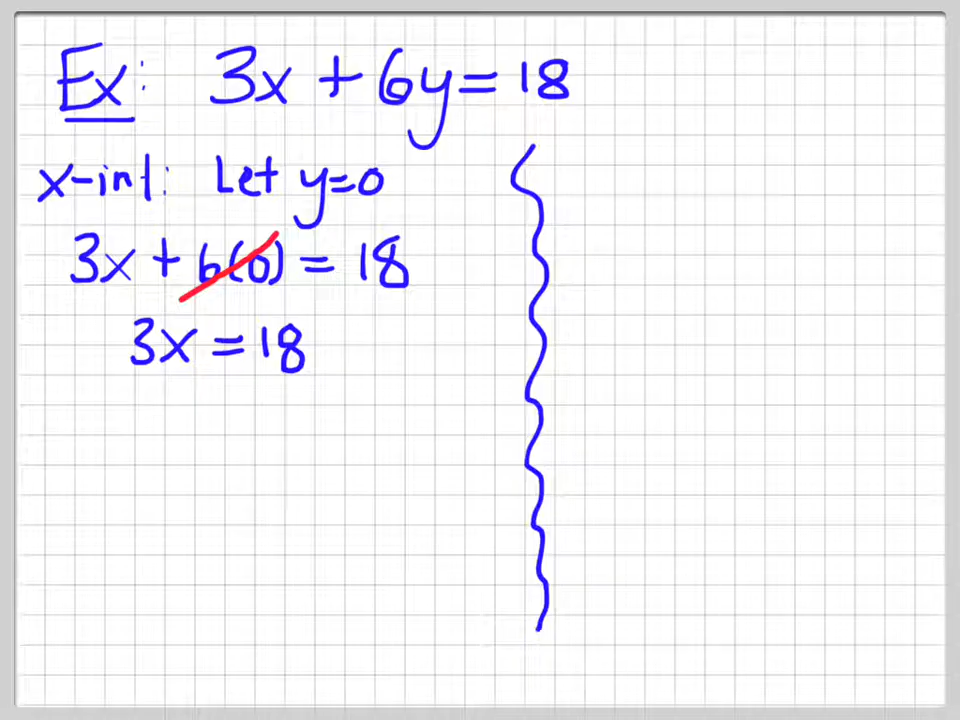 Ex: 3x + 6y = 18
x-int: Let y=0
3x + 6(0) = 18
3x = 18